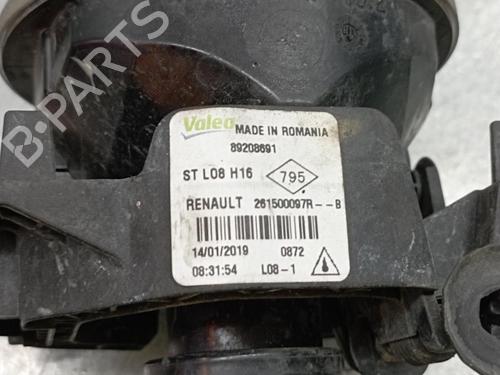 B-PARTS
Valeo MADE IN ROMANIA
89208691
ST L08 H16 795
RENAULT 261500097R--B
14/01/2019 0872
08:31:54 L08-1